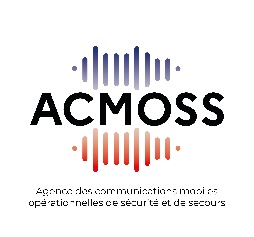 ACMOSS
Agence des communications mobiles
opérationnelles de sécurité et de secours